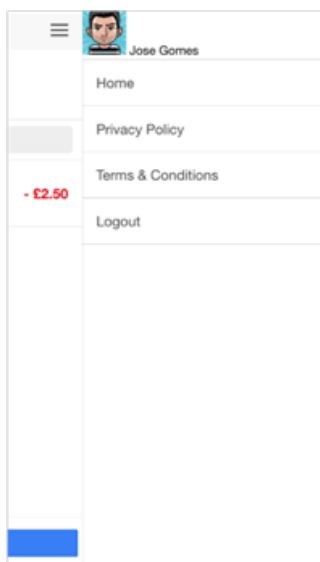 Jose Gomes
Home
Privacy Policy
Terms & Conditions
- £2.50
Logout